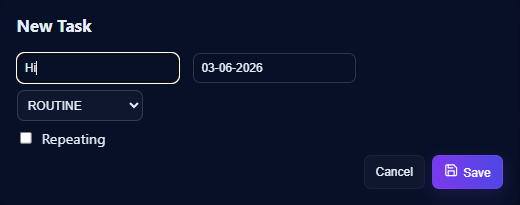 New Task
Hi
03-06-2026
ROUTINE
Repeating
Cancel
Save